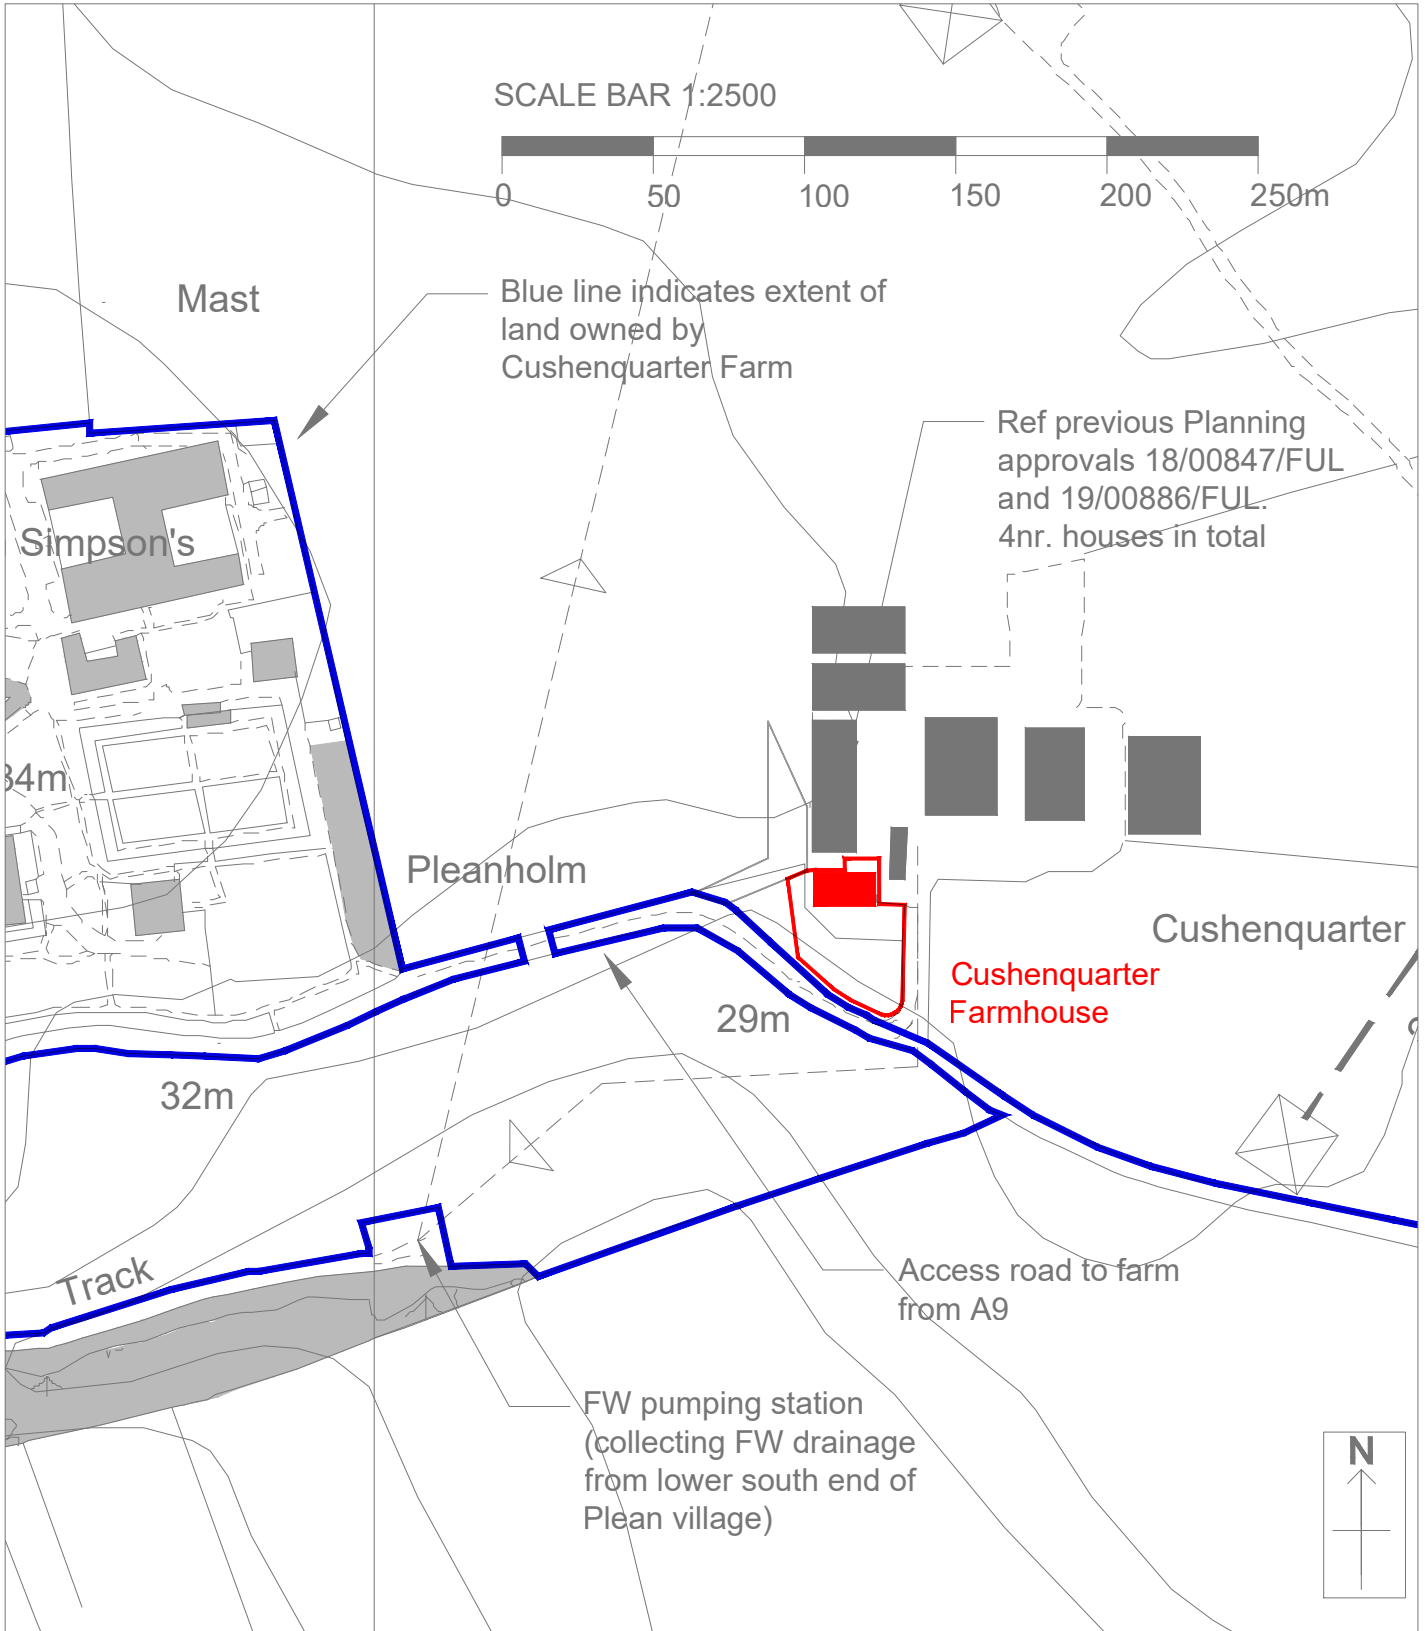 SCALE BAR 1:2500
0 50 100 150 200 250m
Mast
Blue line indicates extent of
land owned by
Cushenquarter Farm
Ref previous Planning
approvals 18/00847/FUL
and 19/00886/FUL.
4nr. houses in total
Simpson's
34m
Pleanholm
Cushenquarter
Cushenquarter
Farmhouse
29m
32m
Track
Access road to farm
from A9
FW pumping station
(collecting FW drainage
from lower south end of
Plean village)
N